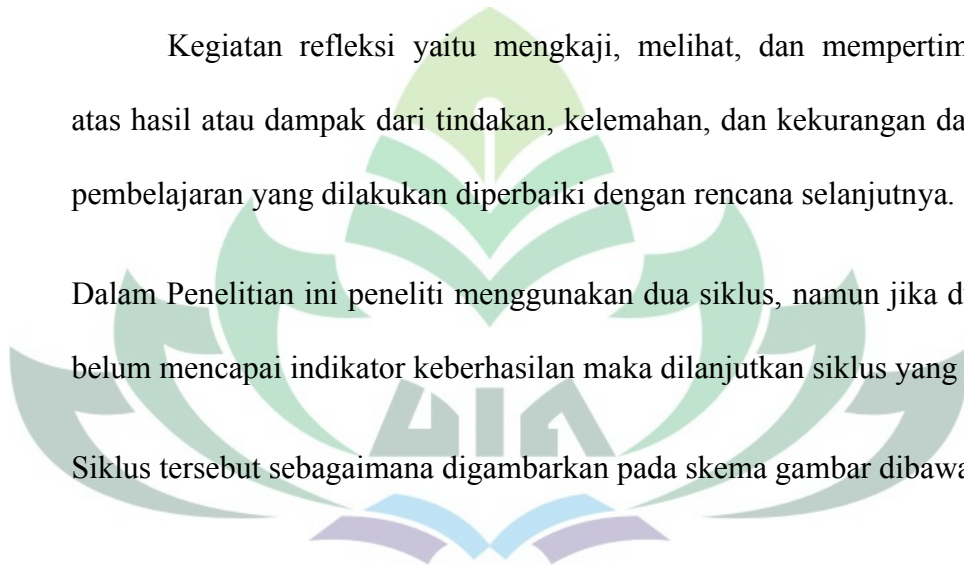 Kegiatan refleksi yaitu mengkaji, melihat, dan mempertim
atas hasil atau dampak dari tindakan, kelemahan, dan kekurangan da
pembelajaran yang dilakukan diperbaiki dengan rencana selanjutnya.
Dalam Penelitian ini peneliti menggunakan dua siklus, namun jika d
belum mencapai indikator keberhasilan maka dilanjutkan siklus yang
UIN
Siklus tersebut sebagaimana digambarkan pada skema gambar dibawa